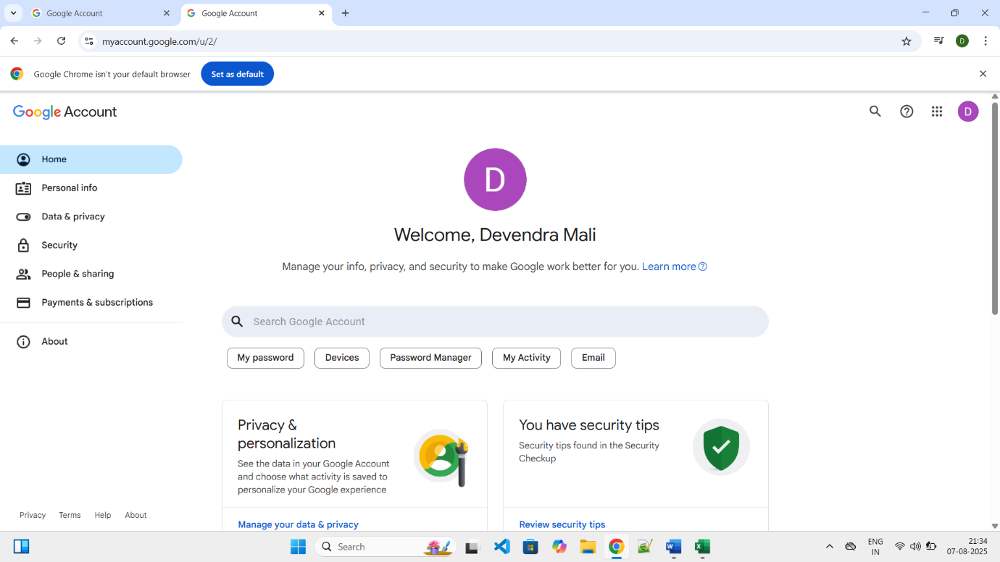 Google Account
Google Account
myaccount.google.com/u/2/
D
Google Chrome isn't your default browser
Set as default
Google Account
D
Home
Personal info
Data & privacy
Security
People & sharing
Payments & subscriptions
About
D
Welcome, Devendra Mali
Manage your info, privacy, and security to make Google work better for you. Learn more
Search Google Account
My password
Devices
Password Manager
My Activity
Email
Privacy &
personalization
See the data in your Google Account
and choose what activity is saved to
personalize your Google experience
Manage your data & privacy
You have security tips
Security tips found in the Security
Checkup
Review security tips
Privacy
Terms
Help
About
Search
ENG
IN
21:34
07-08-2025